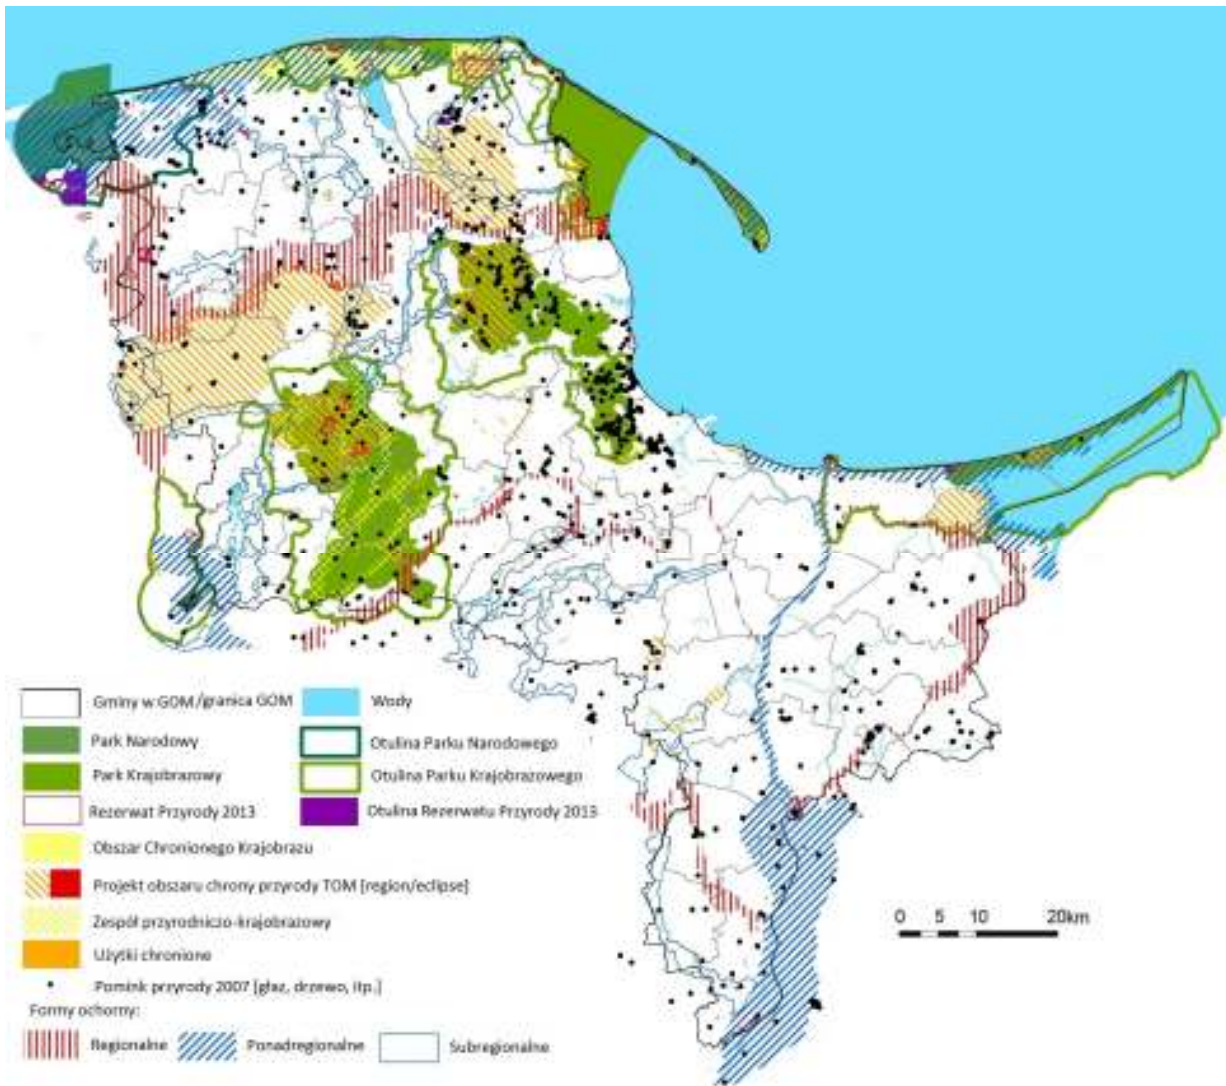 Gminy w GOM/granica GOM
Wody
Park Narodowy
Otulina Parku Narodowego
Park Krajobrazowy
Otulina Parku Krajobrazowego
Rezerwat Przyrody 2013
Otulina Rezerwatu Przyrody 2013
Obszar Chronionego Krajobrazu
Projekt obszaru chrony przyrody TOM [region/eclipse]
Zespół przyrodniczo-krajobrazowy
Użytki chronione
Pomink przyrody 2007 [głaz, drzewo, itp.]
Formy ochorny:
Regionalne
Ponadregionalne
Subregionalne
0 5 10 20km